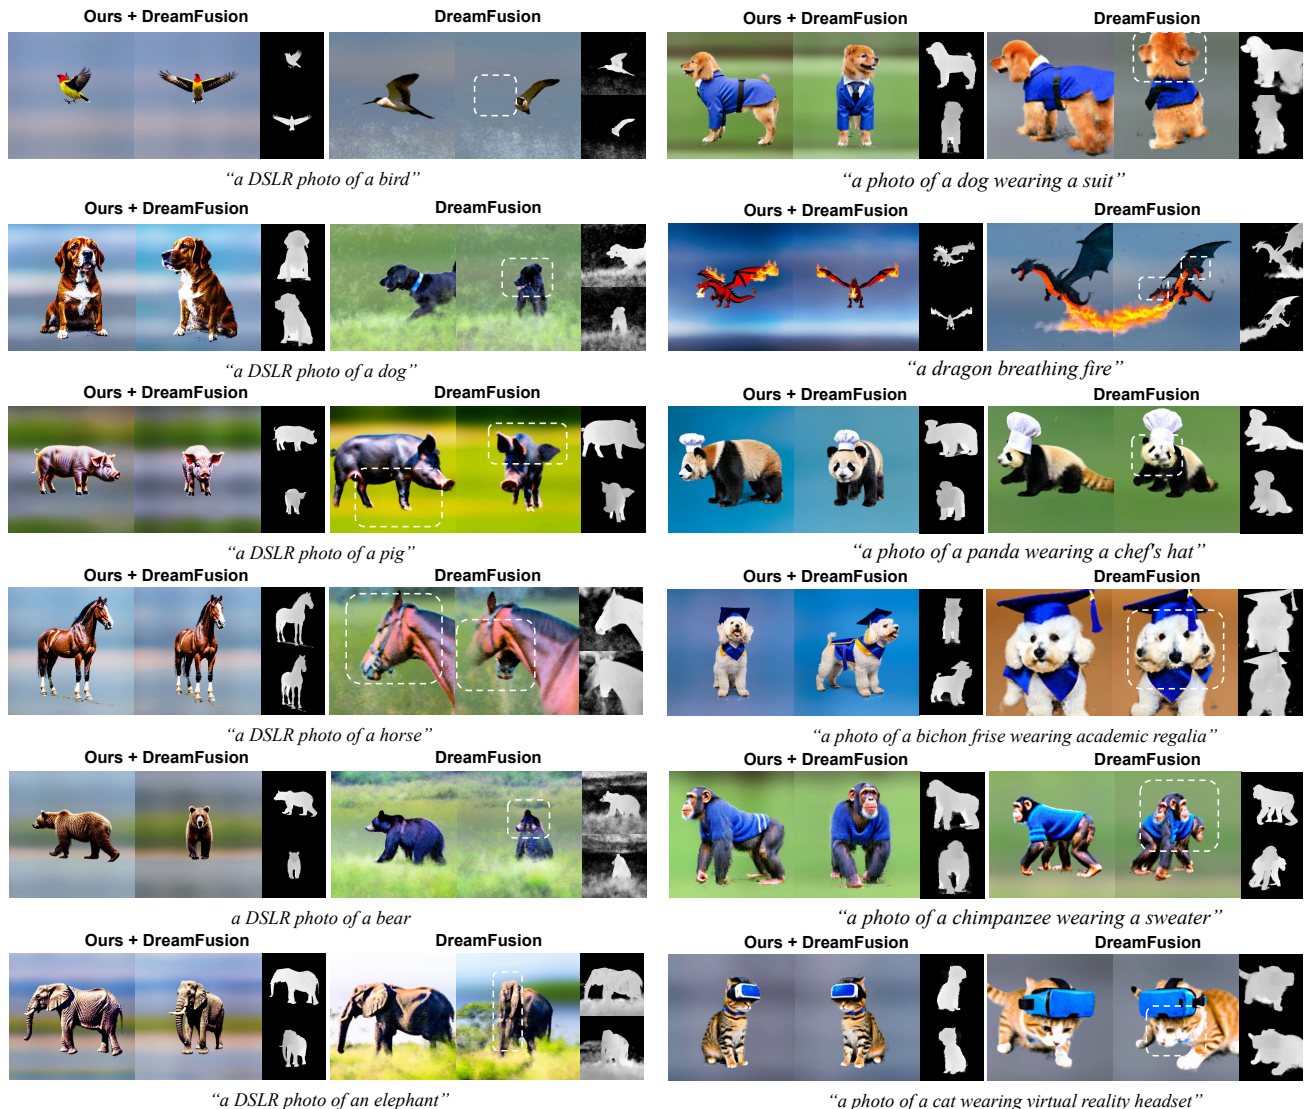 Ours + DreamFusion DreamFusion
“a DSLR photo of a bird”
Ours + DreamFusion DreamFusion
“a DSLR photo of a dog”
Ours + DreamFusion DreamFusion
“a DSLR photo of a pig”
Ours + DreamFusion DreamFusion
“a DSLR photo of a horse”
Ours + DreamFusion DreamFusion
a DSLR photo of a bear
Ours + DreamFusion DreamFusion
“a DSLR photo of an elephant”
Ours + DreamFusion DreamFusion
“a photo of a dog wearing a suit”
Ours + DreamFusion DreamFusion
“a dragon breathing fire”
Ours + DreamFusion DreamFusion
“a photo of a panda wearing a chef's hat”
Ours + DreamFusion DreamFusion
“a photo of a bichon frise wearing academic regalia”
Ours + DreamFusion DreamFusion
“a photo of a chimpanzee wearing a sweater”
Ours + DreamFusion DreamFusion
“a photo of a cat wearing virtual reality headset”